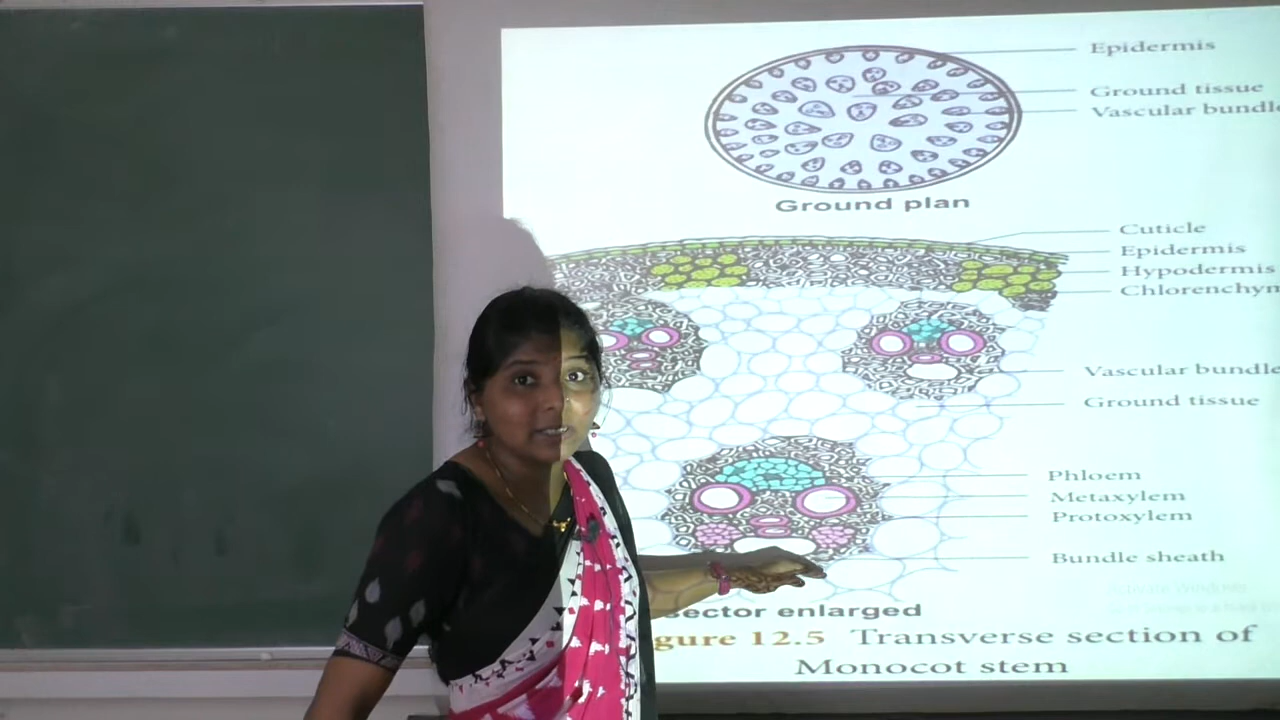 Epidermis
Ground tissue
Vascular bundle
Ground plan
Cuticle
Epidermis
Hypodermis
Chlorenchym
Vascular bundle
Ground tissue
Phloem
Metaxylem
Protoxylem
Bundle sheath
sector enlarged
gure 12.5 Transverse section of
Monocot stem